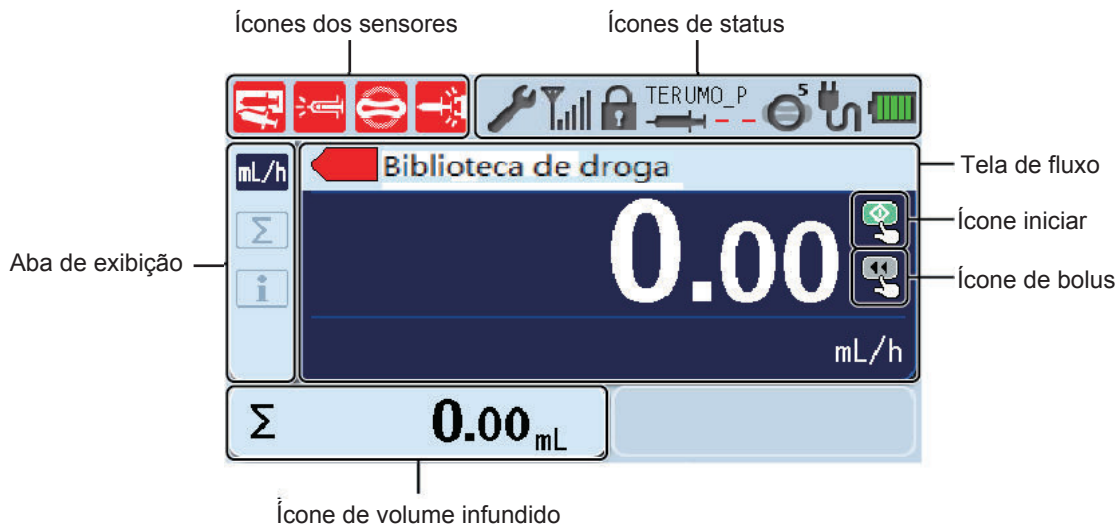 Ícones dos sensores
Ícones de status
TERUMO_P
5
--
mL/h
Biblioteca de droga
Tela de fluxo
Σ
0.00
Ícone iniciar
Aba de exibição
i
Ícone de bolus
mL/h
Σ 0.00 mL
Ícone de volume infundido